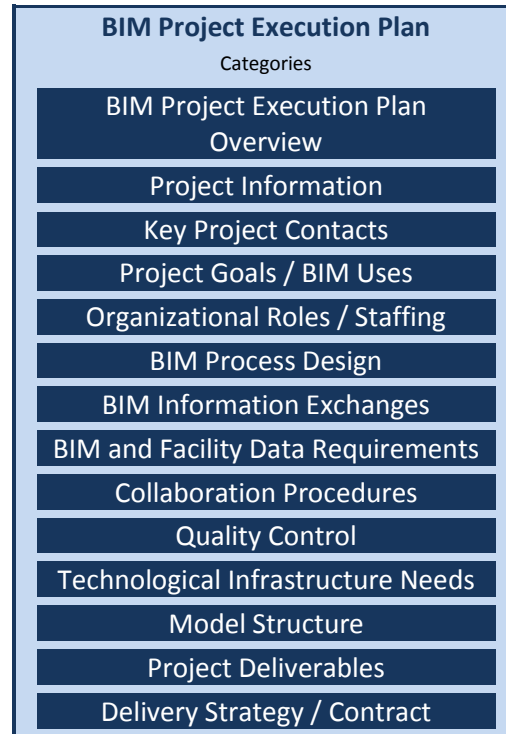 BIM Project Execution Plan
Categories
BIM Project Execution Plan
Overview
Project Information
Key Project Contacts
Project Goals / BIM Uses
Organizational Roles / Staffing
BIM Process Design
BIM Information Exchanges
BIM and Facility Data Requirements
Collaboration Procedures
Quality Control
Technological Infrastructure Needs
Model Structure
Project Deliverables
Delivery Strategy / Contract